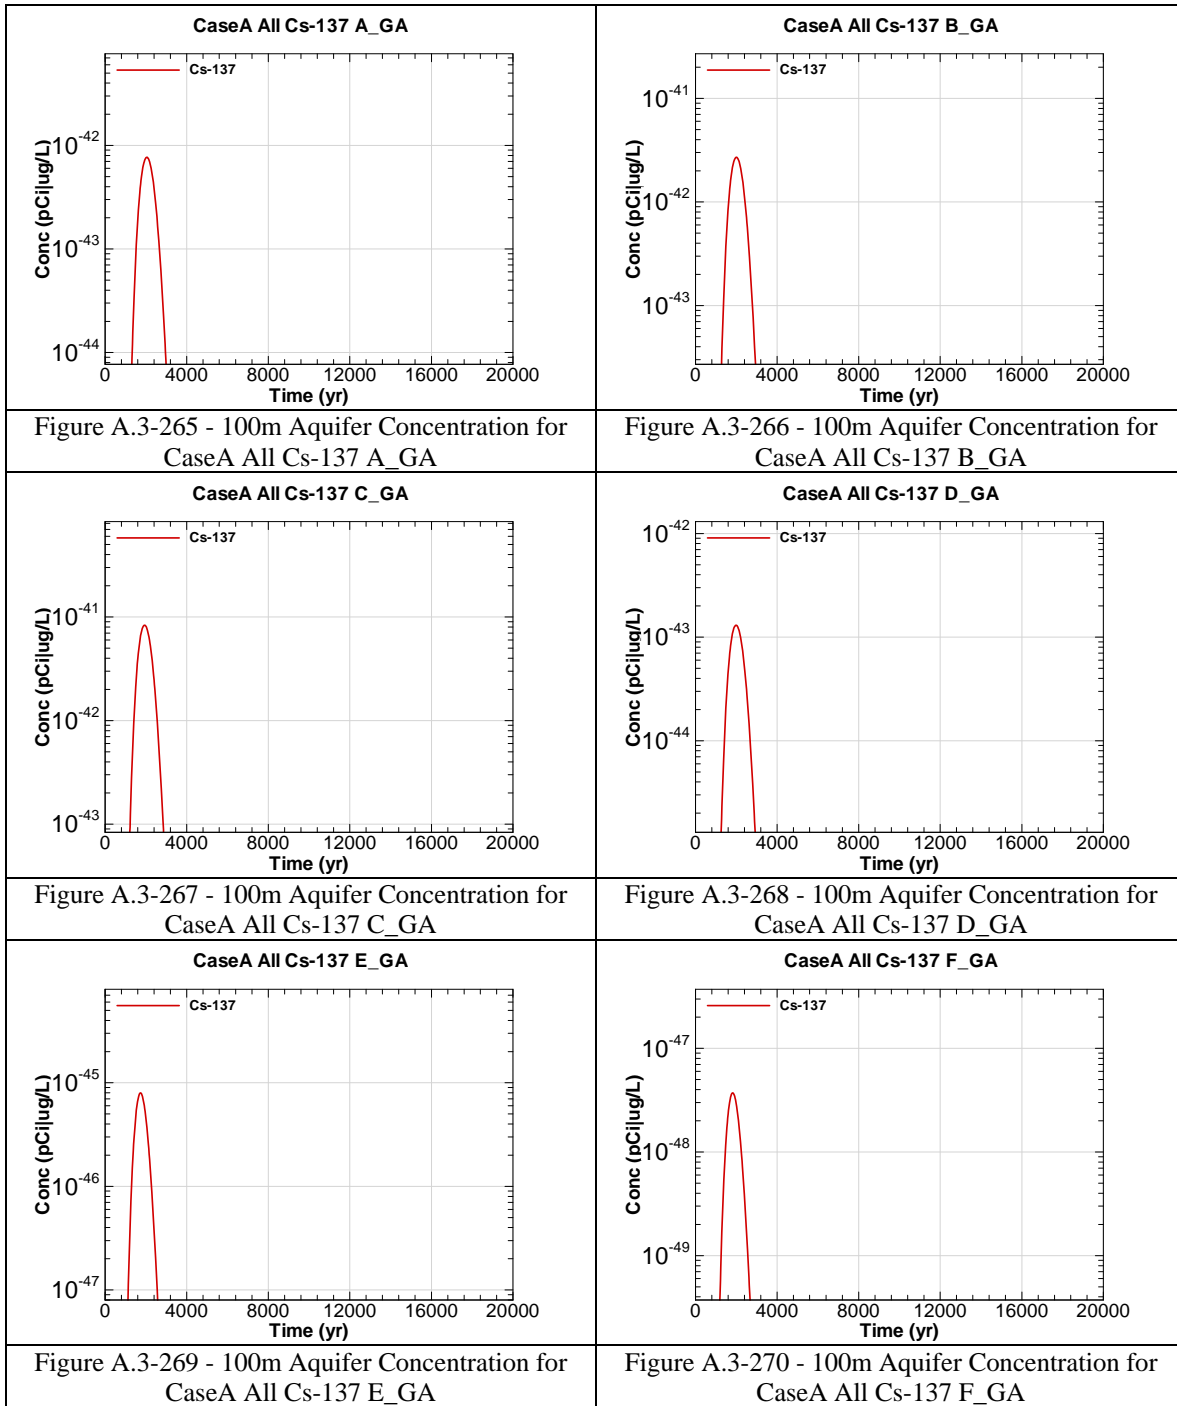 CaseA All Cs-137 A_GA
Cs-137
Conc (pCi|ug/L)
10-42
10-43
10-44
0 4000 8000 12000 16000 20000
Time (yr)
Figure A.3-265 - 100m Aquifer Concentration for
CaseA All Cs-137 A_GA
CaseA All Cs-137 B_GA
Cs-137
Conc (pCi|ug/L)
10-41
10-42
10-43
0 4000 8000 12000 16000 20000
Time (yr)
Figure A.3-266 - 100m Aquifer Concentration for
CaseA All Cs-137 B_GA
CaseA All Cs-137 C_GA
Cs-137
Conc (pCi|ug/L)
10-41
10-42
10-43
0 4000 8000 12000 16000 20000
Time (yr)
Figure A.3-267 - 100m Aquifer Concentration for
CaseA All Cs-137 C_GA
CaseA All Cs-137 D_GA
Cs-137
Conc (pCi|ug/L)
10-42
10-43
10-44
0 4000 8000 12000 16000 20000
Time (yr)
Figure A.3-268 - 100m Aquifer Concentration for
CaseA All Cs-137 D_GA
CaseA All Cs-137 E_GA
Cs-137
Conc (pCi|ug/L)
10-45
10-46
10-47
0 4000 8000 12000 16000 20000
Time (yr)
Figure A.3-269 - 100m Aquifer Concentration for
CaseA All Cs-137 E_GA
CaseA All Cs-137 F_GA
Cs-137
Conc (pCi|ug/L)
10-47
10-48
10-49
0 4000 8000 12000 16000 20000
Time (yr)
Figure A.3-270 - 100m Aquifer Concentration for
CaseA All Cs-137 F_GA